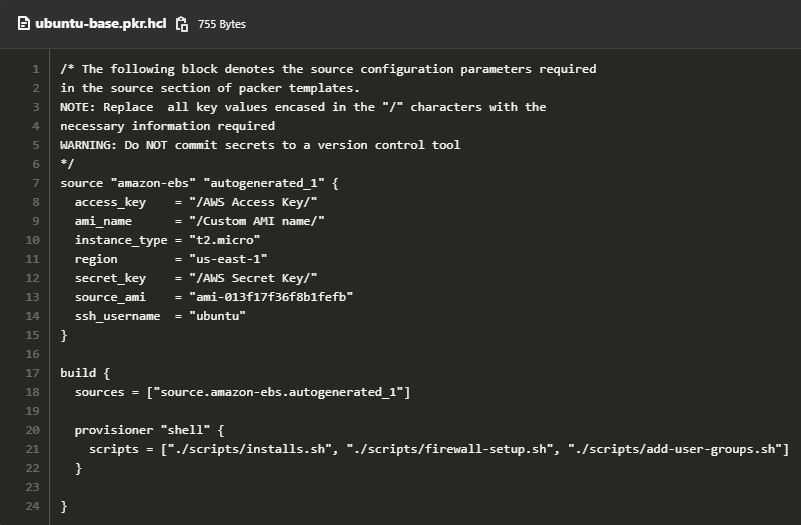 ubuntu-base.pkr.hcl 755 Bytes
1 /* The following block denotes the source configuration parameters required
2 in the source section of packer templates.
3 NOTE: Replace  all key values encased in the "/" characters with the
4 necessary information required
5 WARNING: Do NOT commit secrets to a version control tool
6 */
7 source "amazon-ebs" "autogenerated_1" {
8   access_key    = "/AWS Access Key/"
9   ami_name      = "/Custom AMI name/"
10   instance_type = "t2.micro"
11   region        = "us-east-1"
12   secret_key    = "/AWS Secret Key/"
13   source_ami    = "ami-013f17f36f8b1fefb"
14   ssh_username  = "ubuntu"
15 }
16
17 build {
18   sources = ["source.amazon-ebs.autogenerated_1"]
19
20   provisioner "shell" {
21     scripts = ["./scripts/installs.sh", "./scripts/firewall-setup.sh", "./scripts/add-user-groups.sh"]
22   }
23
24 }